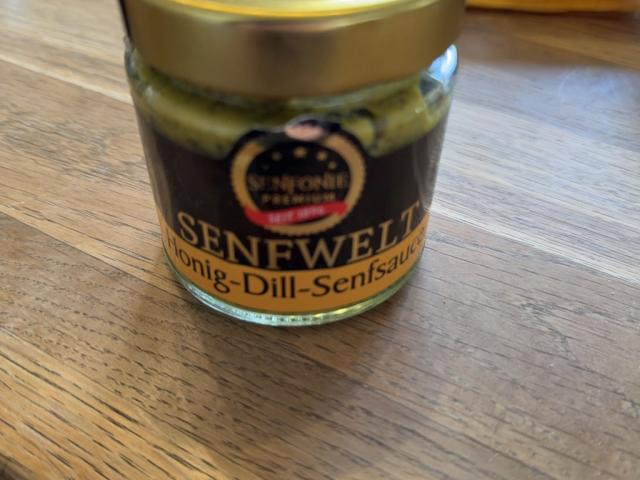 SENFONIE
PREMIUM
SENFWELT
Honig-Dill-Senfsauce